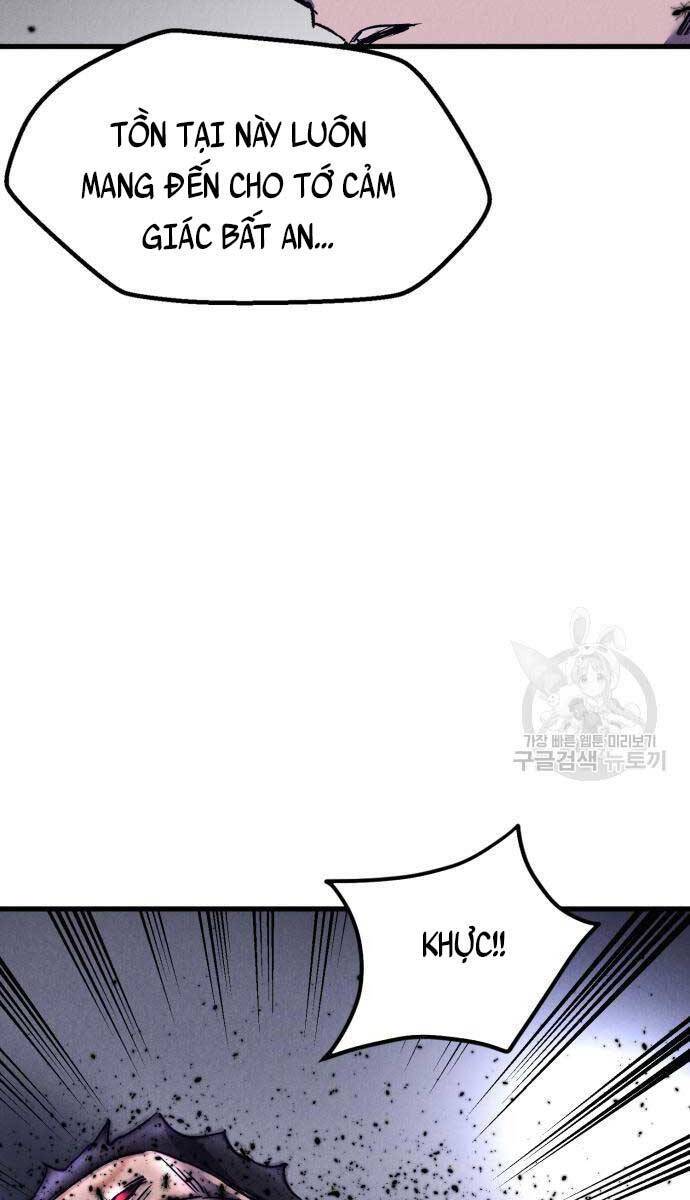 TỒN TẠI NÀY LUÔN
MANG ĐẾN CHO TỚ CẢM
GIÁC BẤT AN...
가장 빠른 웹툰 미리보기
구글검색 뉴토끼
KHỰC!!